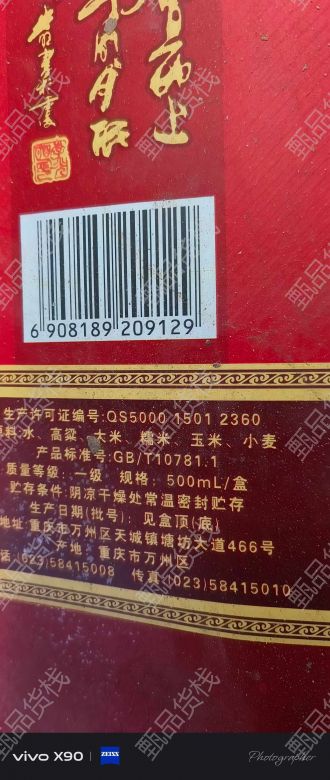 6 908189 209129
生产许可证编号:QS5000 1501 2360
料:水、高粱、大米、糯米、玉米、小麦
产品标准号:GB/T10781.1
质量等级:一级 规格:500mL/盒
贮存条件:阴凉干燥处常温密封贮存
生产日期(批号):见盒顶(底)
地址:重庆市万州区天城镇塘坊大道466号
产地:重庆市万州区
话:(023)58415008 传真:(023)58415010
甄品货栈
vivo X90 | ZEISS
Photographer